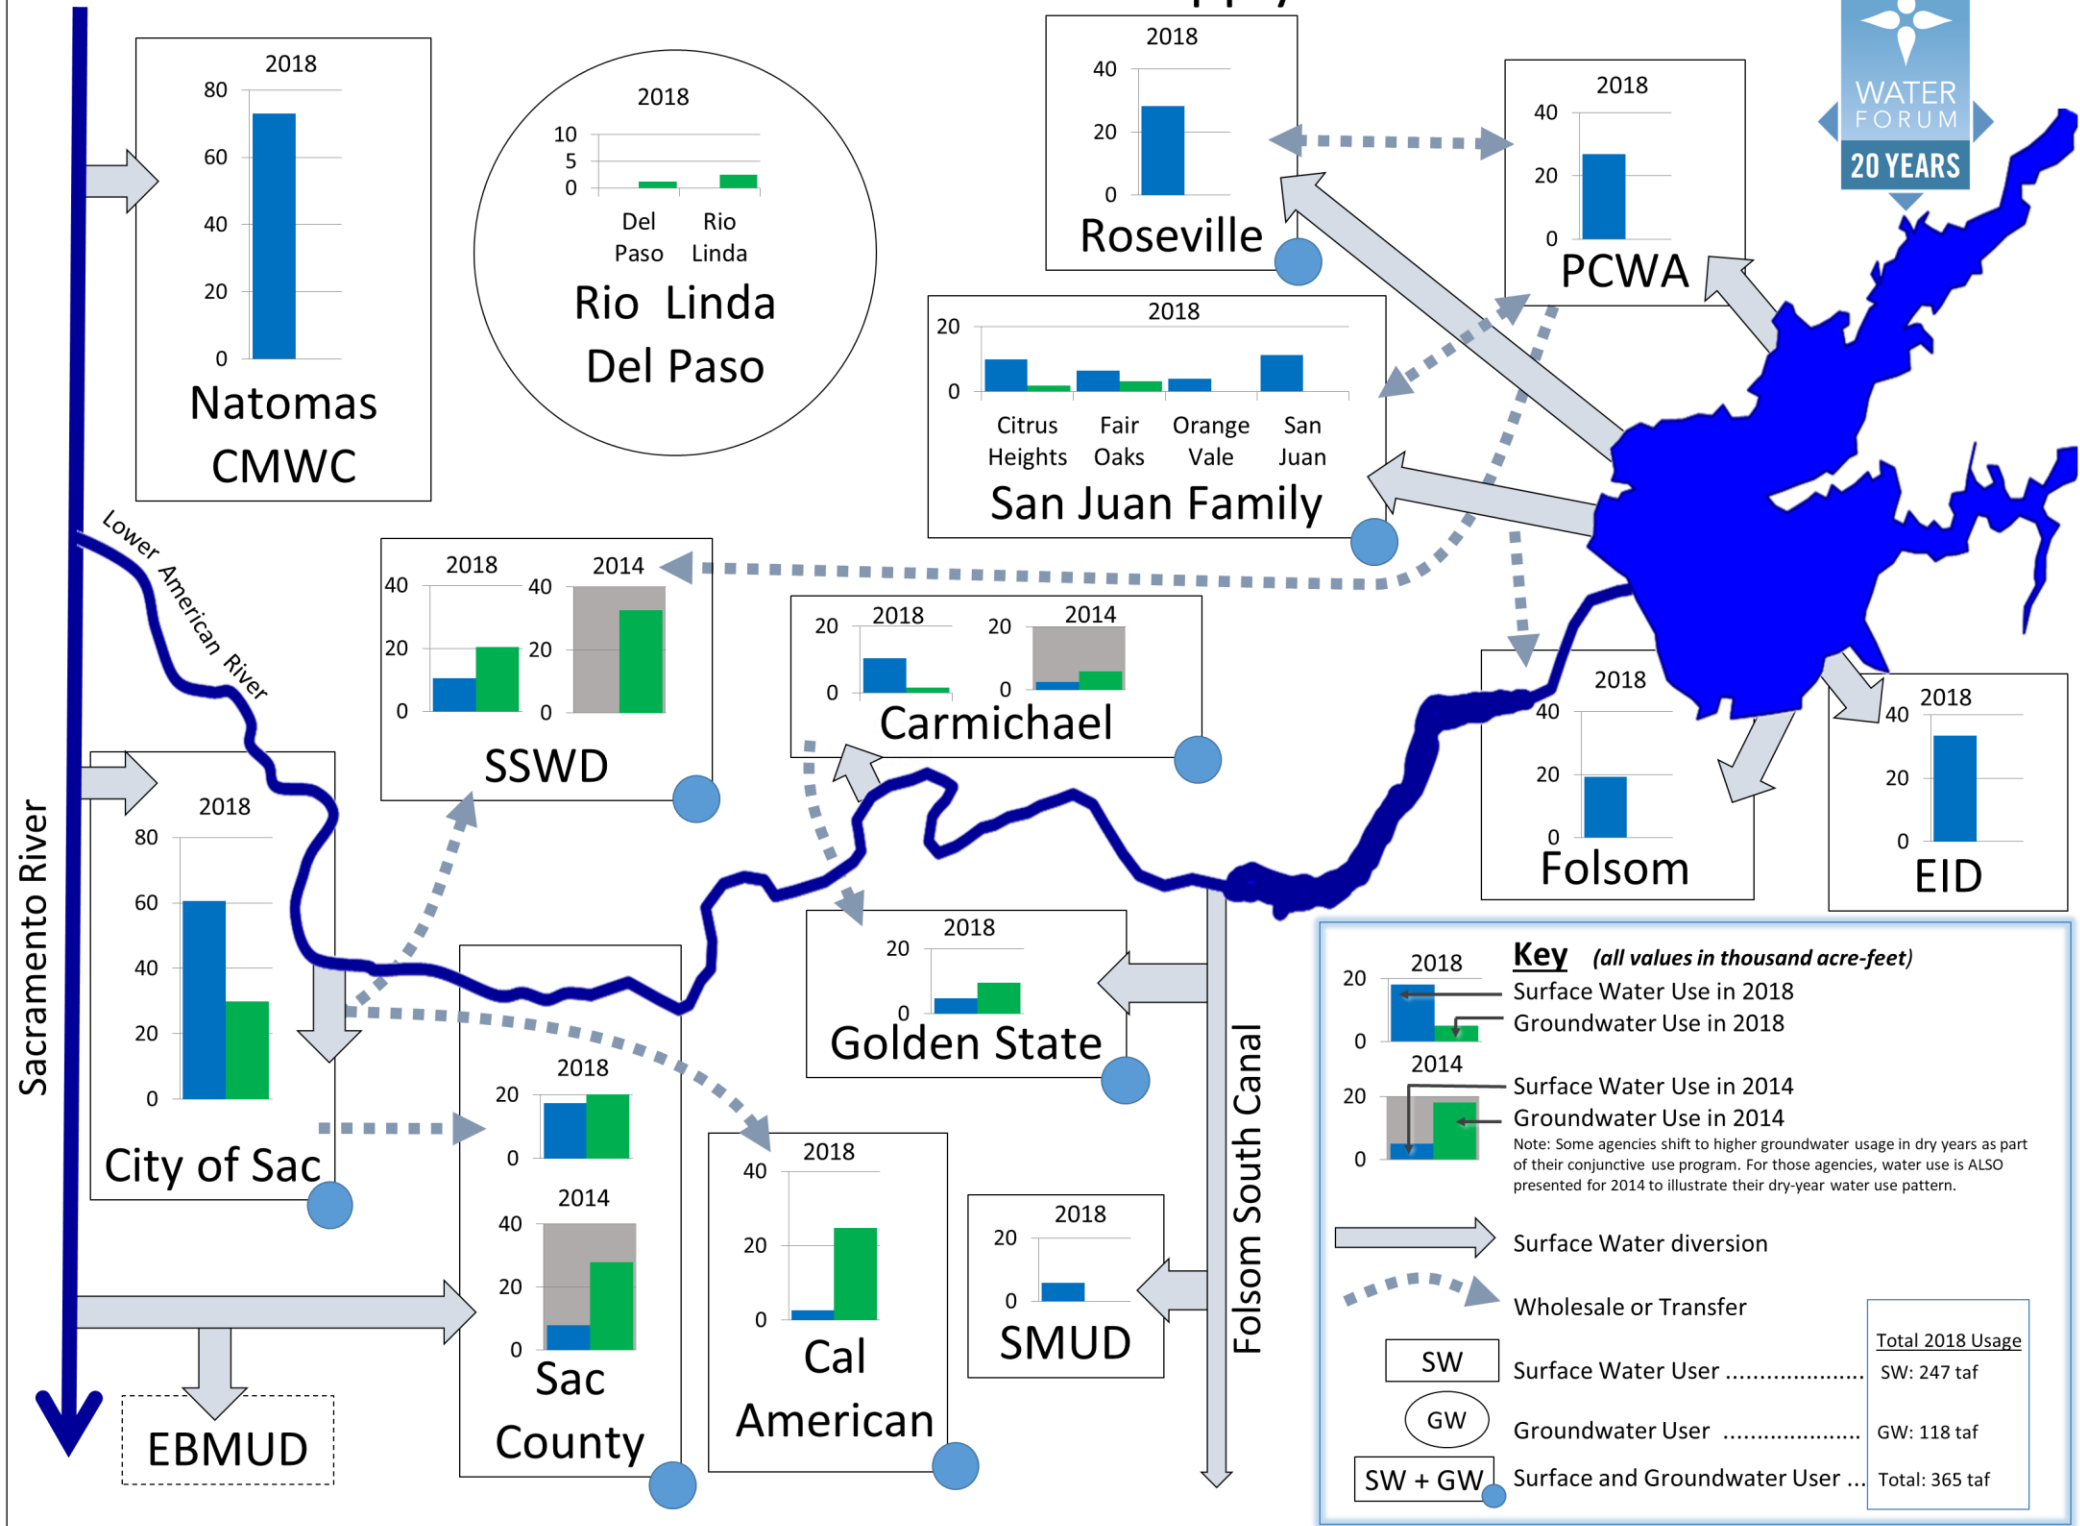 2018
80
60
40
20
0
Natomas
CMWC
2018
10
5
0
Del
Paso
Rio
Linda
Rio Linda
Del Paso
2018
40
20
0
Roseville
2018
40
20
0
PCWA
WATER
FORUM
20 YEARS
2018
20
0
Citrus
Heights
Fair
Oaks
Orange
Vale
San
Juan
San Juan Family
Lower American River
2018
40
20
0
2014
40
20
0
SSWD
2018
20
0
2014
20
0
Carmichael
2018
40
20
0
Folsom
2018
40
20
0
EID
Sacramento River
2018
80
60
40
20
0
City of Sac
2018
20
0
Golden State
2018
20
0
2014
40
20
0
Sac
County
2018
40
20
0
Cal
American
2018
20
0
SMUD
Folsom South Canal
EBMUD
Key (all values in thousand acre-feet)
2018
20
0
Surface Water Use in 2018
Groundwater Use in 2018
2014
20
0
Surface Water Use in 2014
Groundwater Use in 2014
Note: Some agencies shift to higher groundwater usage in dry years as part
of their conjunctive use program. For those agencies, water use is ALSO
presented for 2014 to illustrate their dry-year water use pattern.
Surface Water diversion
Wholesale or Transfer
Total 2018 Usage
SW
Surface Water User ..................... SW: 247 taf
GW
Groundwater User ..................... GW: 118 taf
SW + GW
Surface and Groundwater User ... Total: 365 taf